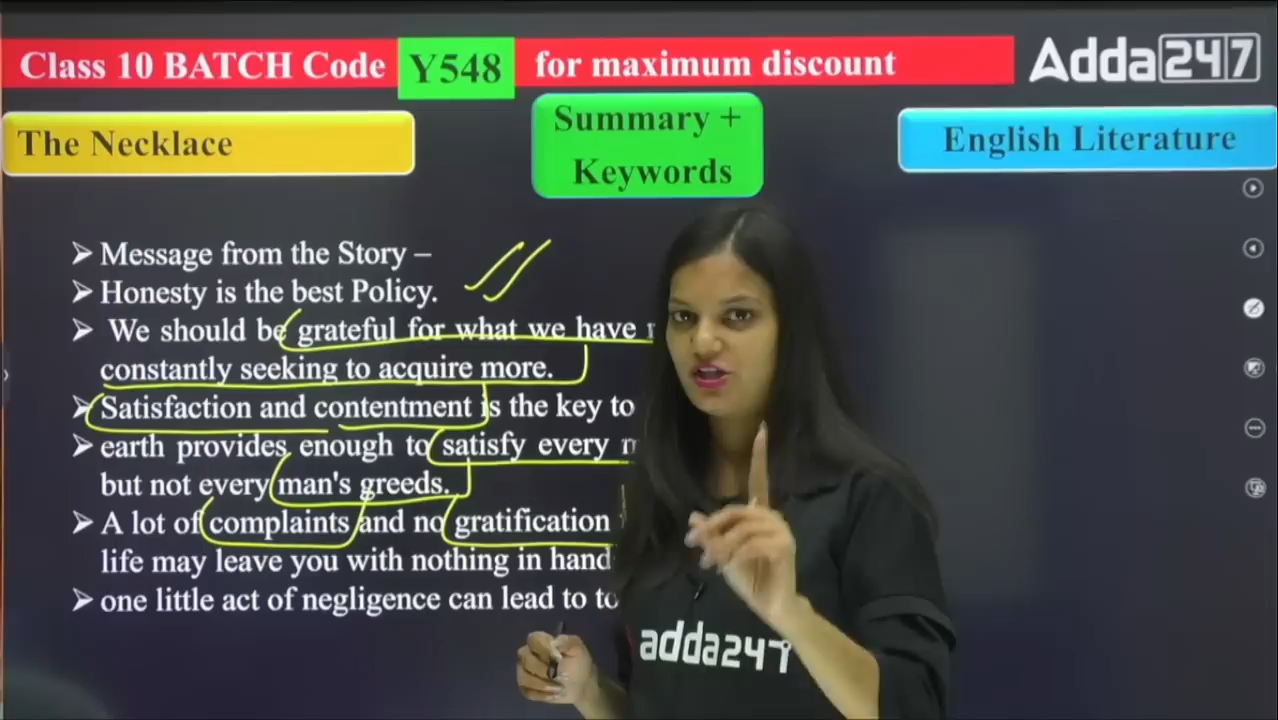 Class 10 BATCH Code Y548 for maximum discount
Adda247
The Necklace
Summary +
Keywords
English Literature
➢ Message from the Story –
➢ Honesty is the best Policy.
➢ We should be grateful for what we have
constantly seeking to acquire more.
➢ Satisfaction and contentment is the key to
➢ earth provides enough to satisfy every
but not every man's greeds.
➢ A lot of complaints and no gratification
life may leave you with nothing in hand
➢ one little act of negligence can lead to
adda247